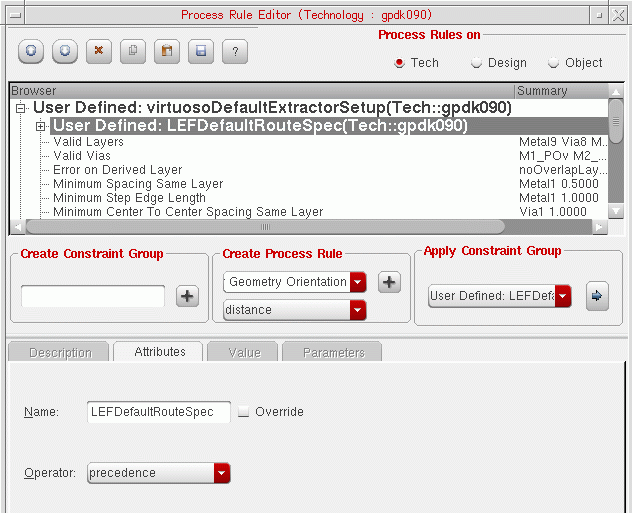 Process Rule Editor (Technology : gpdk090)
Process Rules on
?
Tech Design Object
Browser Summary
User Defined: virtuosoDefaultExtractorSetup(Tech::gpdk090)
User Defined: LEFDefaultRouteSpec(Tech::gpdk090)
Valid Layers Metal9 Via8 M...
Valid Vias M1_POv M2_...
Error on Derived Layer noOverlapLay...
Minimum Spacing Same Layer Metal1 0.5000
Minimum Step Edge Length Metal1 1.0000
Minimum Center To Center Spacing Same Layer Via1 1.0000
Create Constraint Group Create Process Rule Apply Constraint Group
Geometry Orientation
User Defined: LEFDefa
distance
Description Attributes Value Parameters
Name: LEFDefaultRouteSpec Override
Operator: precedence